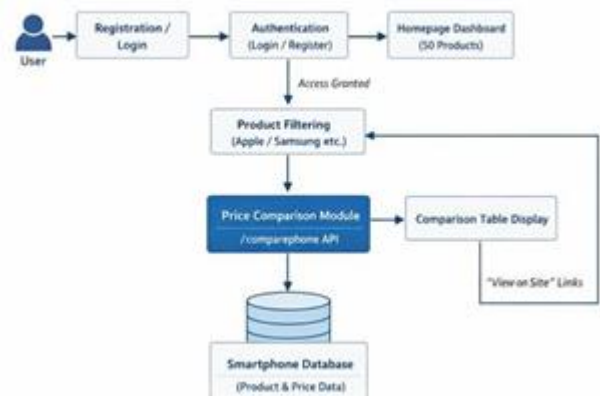 User
Registration /
Login
Authentication
(Login / Register)
Homepage Dashboard
(50 Products)
Access Granted
Product Filtering
(Apple / Samsung etc.)
Price Comparison Module
/comparephone API
Comparison Table Display
"View on Site" Links
Smartphone Database
(Product & Price Data)